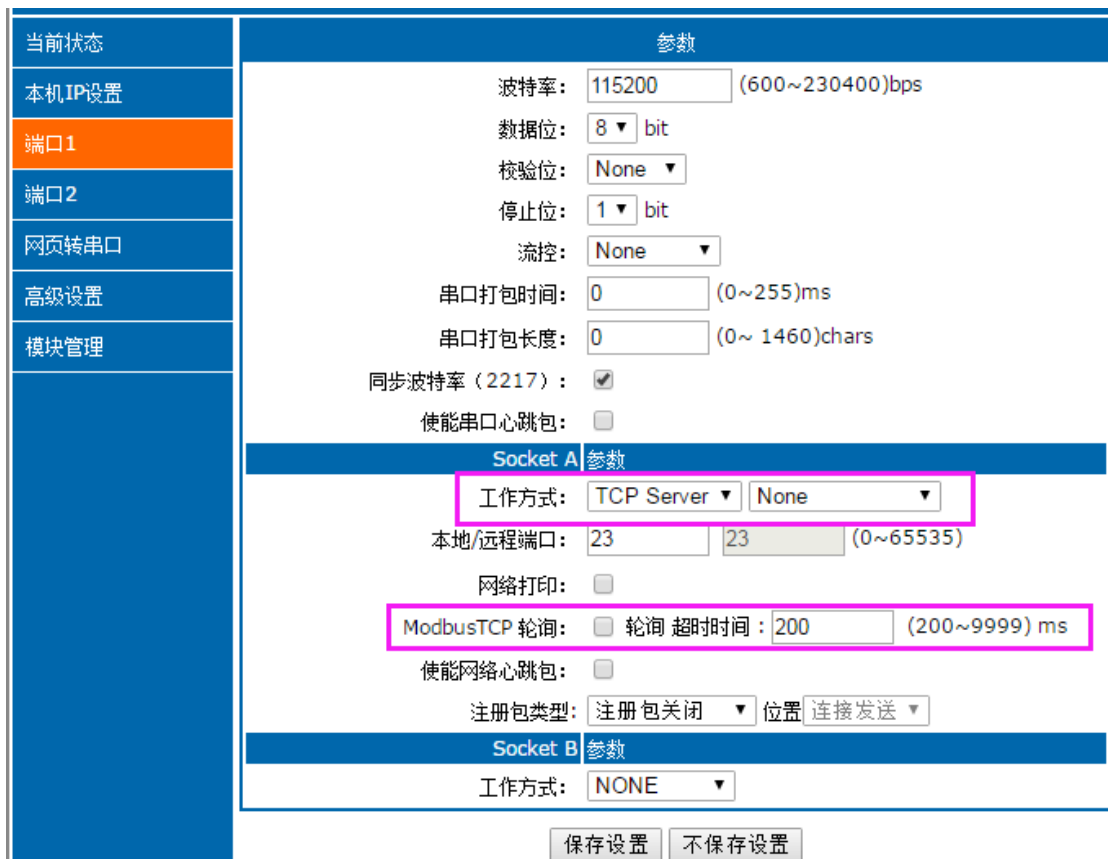 当前状态
本机IP设置
端口1
端口2
网页转串口
高级设置
模块管理
参数
波特率： 115200 (600~230400)bps
数据位： 8 bit
校验位： None
停止位： 1 bit
流控： None
串口打包时间： 0 (0~255)ms
串口打包长度： 0 (0~ 1460)chars
同步波特率（2217）：
使能串口心跳包：
Socket A 参数
工作方式： TCP Server None
本地/远程端口： 23 23 (0~65535)
网络打印：
ModbusTCP 轮询： 轮询 超时时间：200 (200~9999) ms
使能网络心跳包：
注册包类型: 注册包关闭 位置 连接发送
Socket B 参数
工作方式： NONE
保存设置 不保存设置